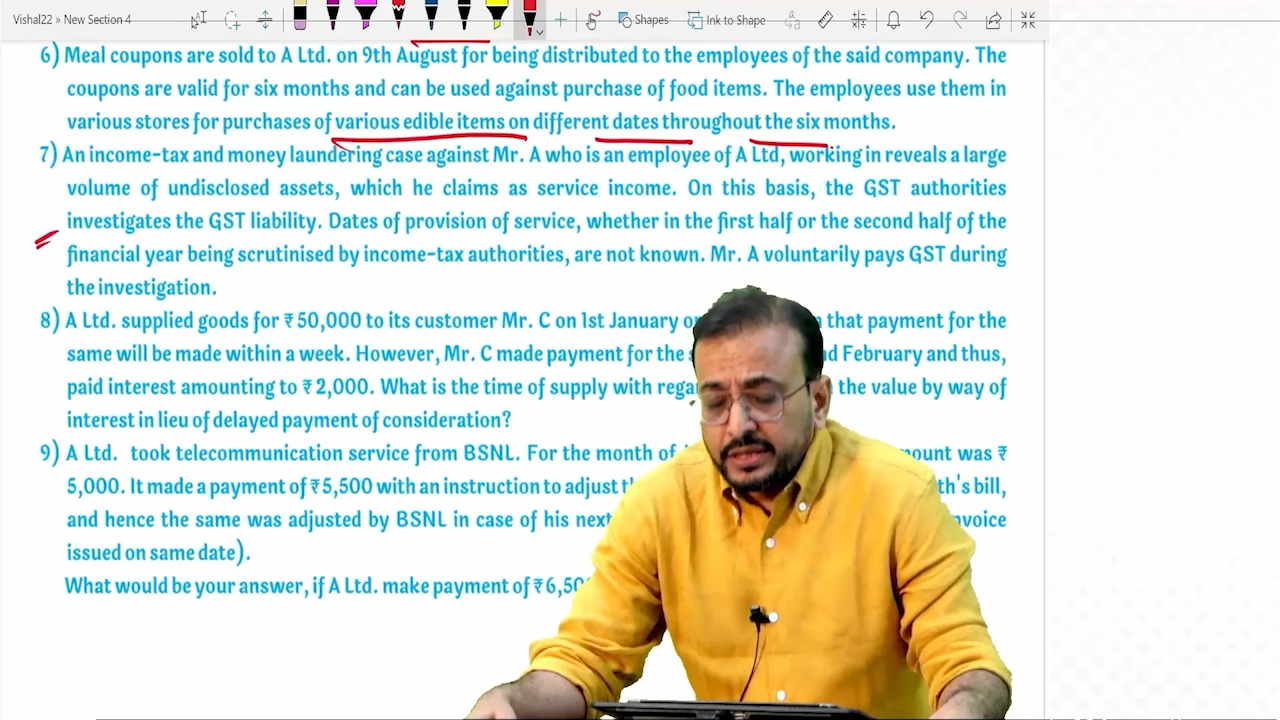 Vishal22 » New Section 4
Shapes
Ink to Shape
6) Meal coupons are sold to A Ltd. on 9th August for being distributed to the employees of the said company. The
coupons are valid for six months and can be used against purchase of food items. The employees use them in
various stores for purchases of various edible items on different dates throughout the six months.
7) An income-tax and money laundering case against Mr. A who is an employee of A Ltd, working in reveals a large
volume of undisclosed assets, which he claims as service income. On this basis, the GST authorities
investigates the GST liability. Dates of provision of service, whether in the first half or the second half of the
financial year being scrutinised by income-tax authorities, are not known. Mr. A voluntarily pays GST during
the investigation.
8) A Ltd. supplied goods for ₹ 50,000 to its customer Mr. C on 1st January that payment for the
same will be made within a week. However, Mr. C made payment for the February and thus,
paid interest amounting to ₹ 2,000. What is the time of supply with the value by way of
interest in lieu of delayed payment of consideration?
9) A Ltd. took telecommunication service from BSNL. For the month of was ₹
5,000. It made a payment of ₹ 5,500 with an instruction to adjust bill,
and hence the same was adjusted by BSNL in case of his next
issued on same date).
What would be your answer, if A Ltd. make payment of ₹